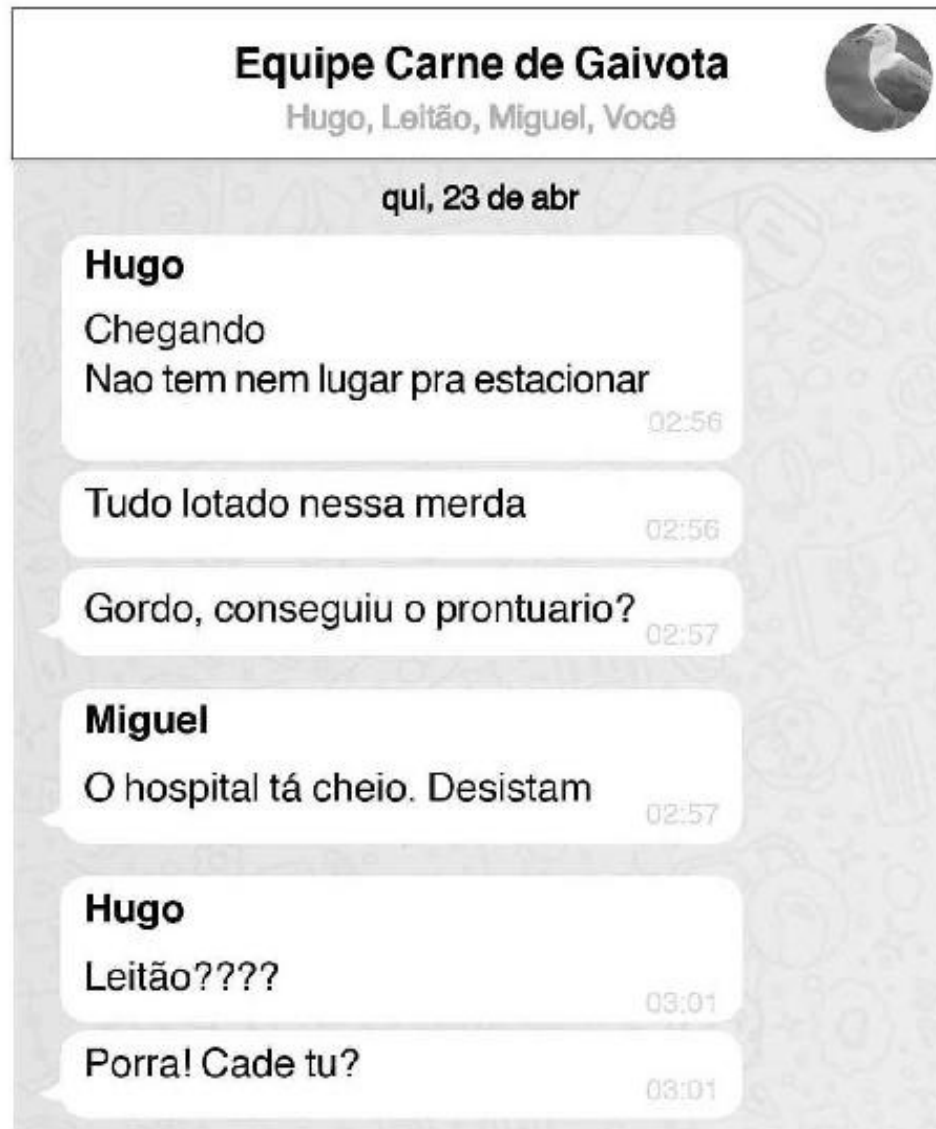 Equipe Carne de Gaivota
Hugo, Leitão, Miguel, Você
qui, 23 de abr
Hugo
Chegando
Nao tem nem lugar pra estacionar
02:56
Tudo lotado nessa merda
02:56
Gordo, conseguiu o prontuario?
02:57
Miguel
O hospital tá cheio. Desistam
02:57
Hugo
Leitão????
03:01
Porra! Cade tu?
03:01